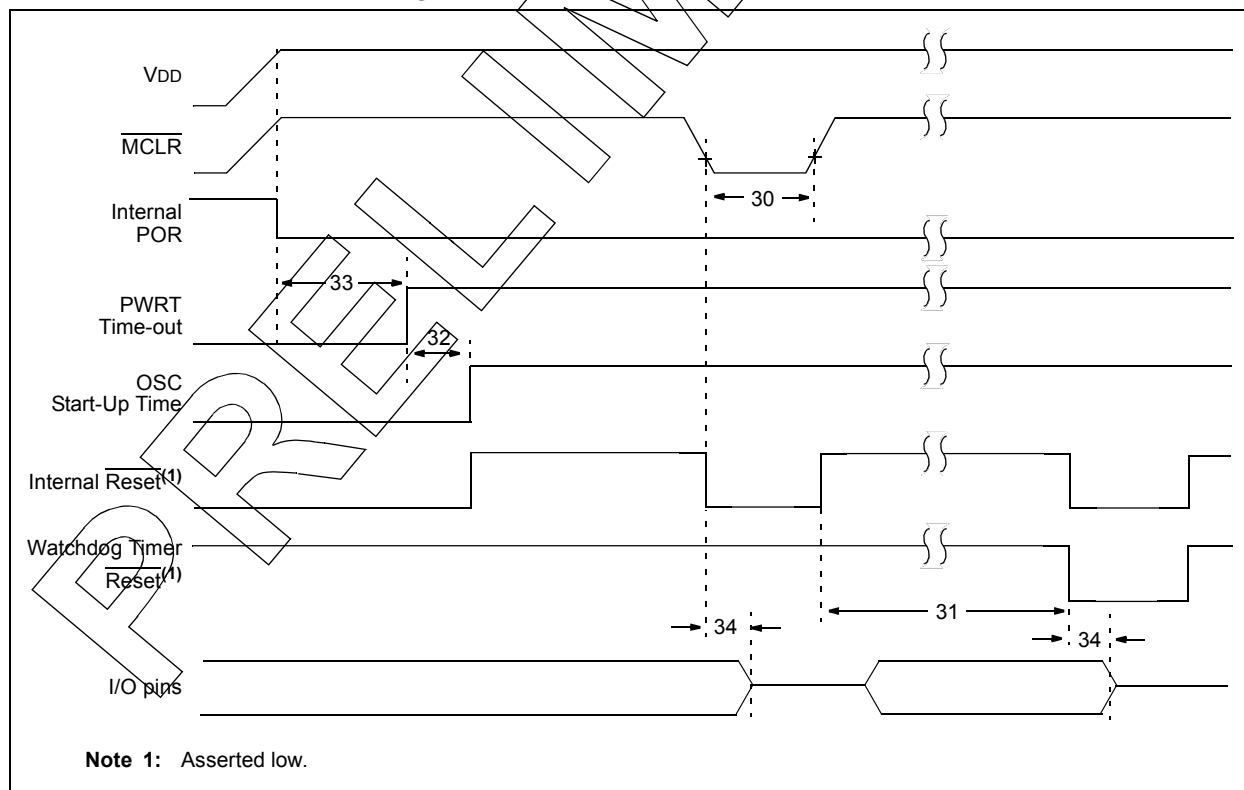 VDD
MCLR
Internal
POR
30
33
PWRT
Time-out
32
OSC
Start-Up Time
Internal Reset(1)
Watchdog Timer
Reset(1)
31
34
34
I/O pins
Note 1: Asserted low.
PRELIM